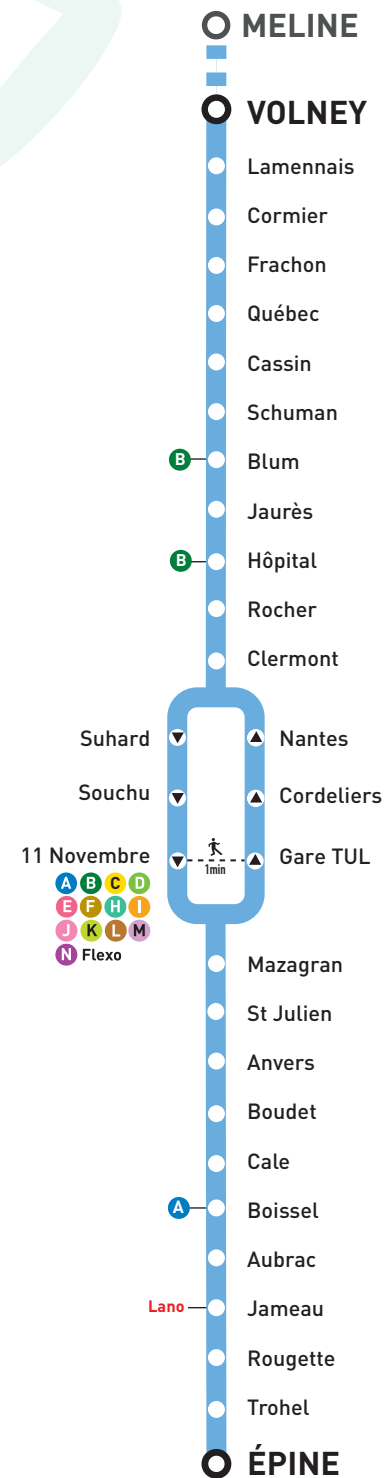 MELINE
VOLNEY
Lamennais
Cormier
Frachon
Québec
Cassin
Schuman
B Blum
Jaurès
B Hôpital
Rocher
Clermont
Suhard
Nantes
Souchu
Cordeliers
11 Novembre
1min
Gare TUL
A B C D
E F H I
J K L M
N Flexo
Mazagran
St Julien
Anvers
Boudet
Cale
A Boissel
Aubrac
Lano Jameau
Rougette
Trohel
ÉPINE